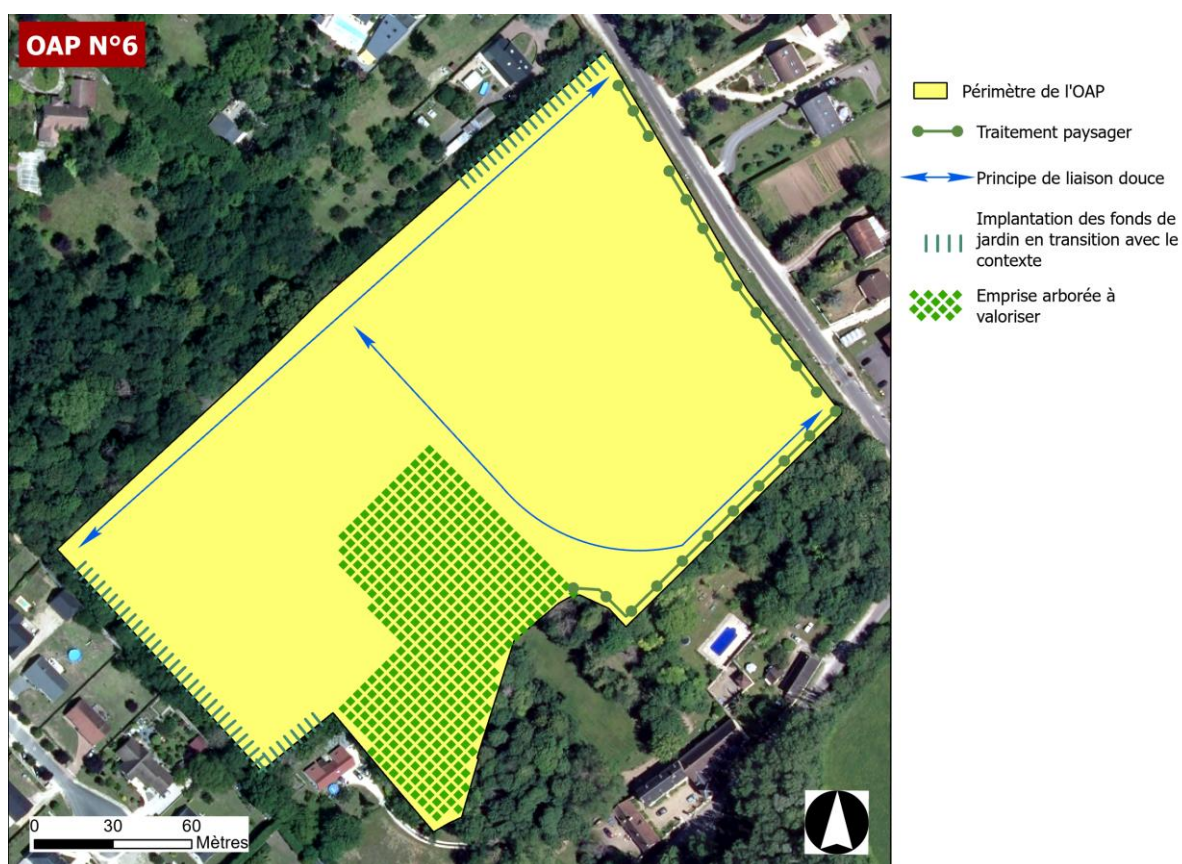 OAP N°6
Périmètre de l'OAP
Traitement paysager
Principe de liaison douce
Implantation des fonds de
jardin en transition avec le
contexte
Emprise arborée à
valoriser
0 30 60
Mètres